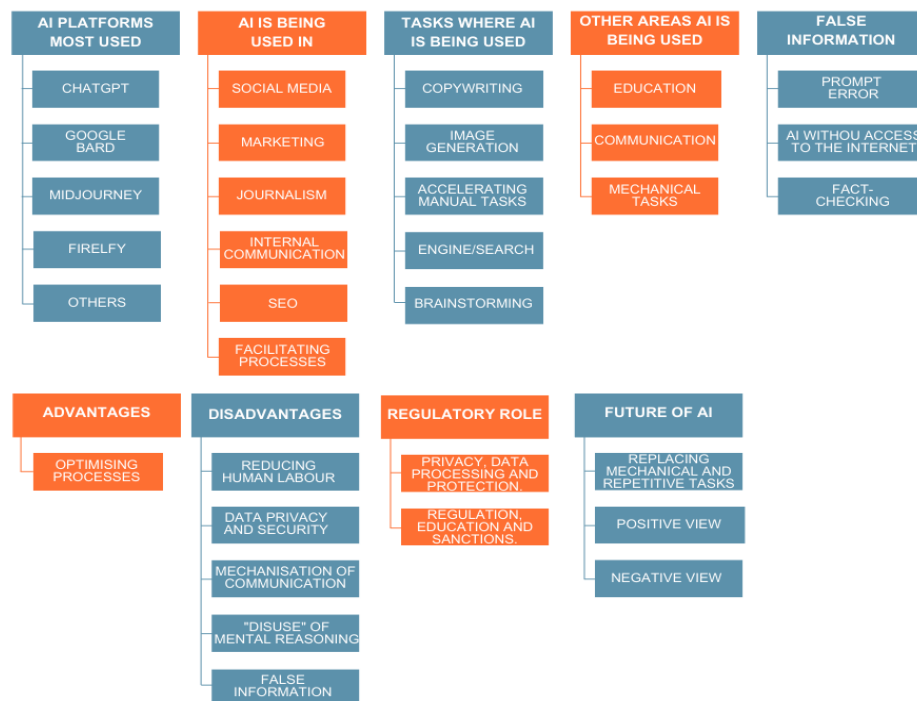 AI PLATFORMS
MOST USED
CHATGPT
GOOGLE
BARD
MIDJOURNEY
FIRELFY
OTHERS
AI IS BEING
USED IN
SOCIAL MEDIA
MARKETING
JOURNALISM
INTERNAL
COMMUNICATION
SEO
FACILITATING
PROCESSES
TASKS WHERE AI
IS BEING USED
COPYWRITING
IMAGE
GENERATION
ACCELERATING
MANUAL TASKS
ENGINE/SEARCH
BRAINSTORMING
OTHER AREAS AI IS
BEING USED
EDUCATION
COMMUNICATION
MECHANICAL
TASKS
FALSE
INFORMATION
PROMPT
ERROR
AI WITHOU ACCESS
TO THE INTERNET
FACT-
CHECKING
ADVANTAGES
OPTIMISING
PROCESSES
DISADVANTAGES
REDUCING
HUMAN LABOUR
DATA PRIVACY
AND SECURITY
MECHANISATION OF
COMMUNICATION
"DISUSE" OF
MENTAL REASONING
FALSE
INFORMATION
REGULATORY ROLE
PRIVACY, DATA
PROCESSING AND
PROTECTION.
REGULATION,
EDUCATION AND
SANCTIONS.
FUTURE OF AI
REPLACING
MECHANICAL AND
REPETITIVE TASKS
POSITIVE VIEW
NEGATIVE VIEW